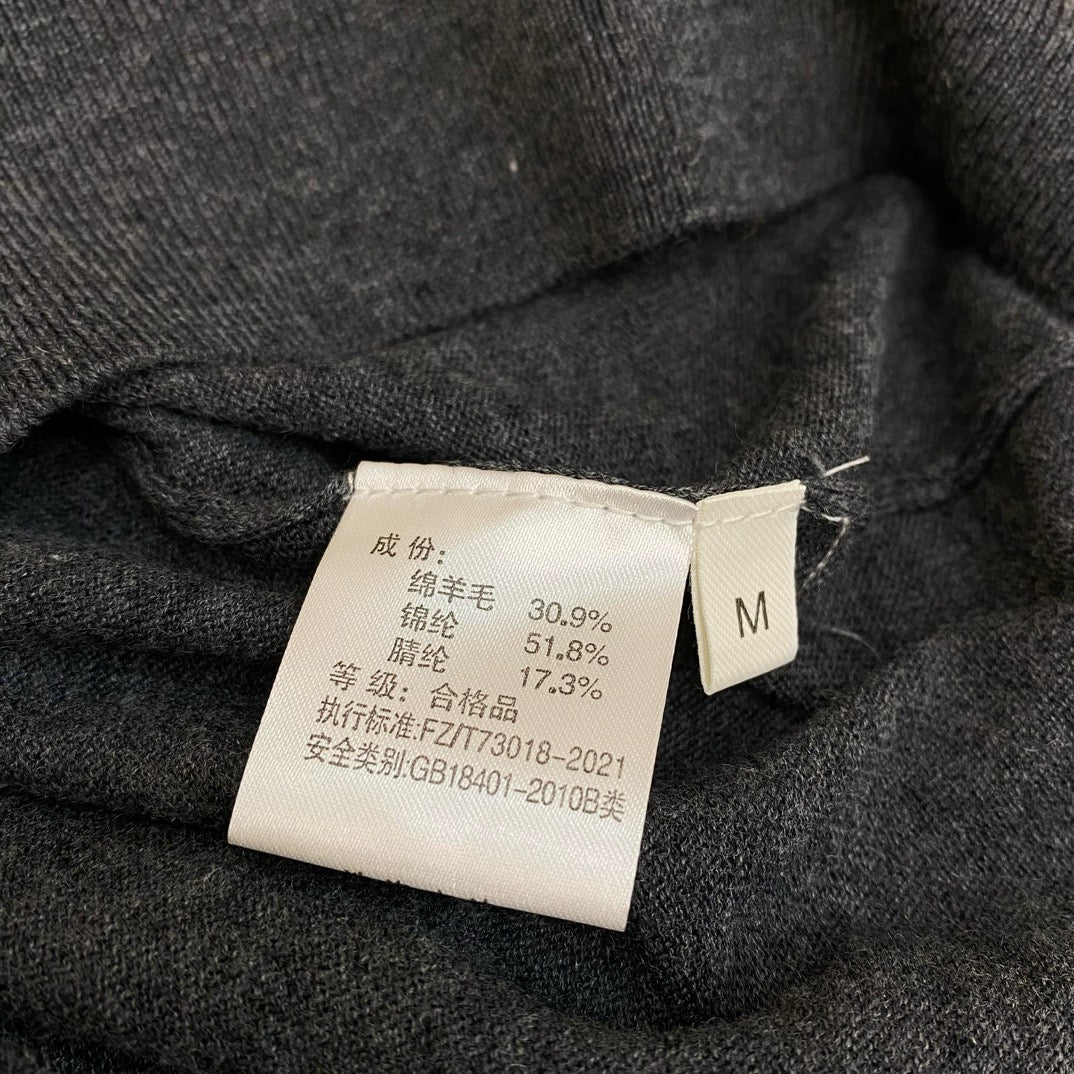 成份：
绵羊毛 30.9%
锦纶 51.8%
腈纶 17.3%
等级：合格品
执行标准:FZ/T73018-2021
安全类别:GB18401-2010B类
M